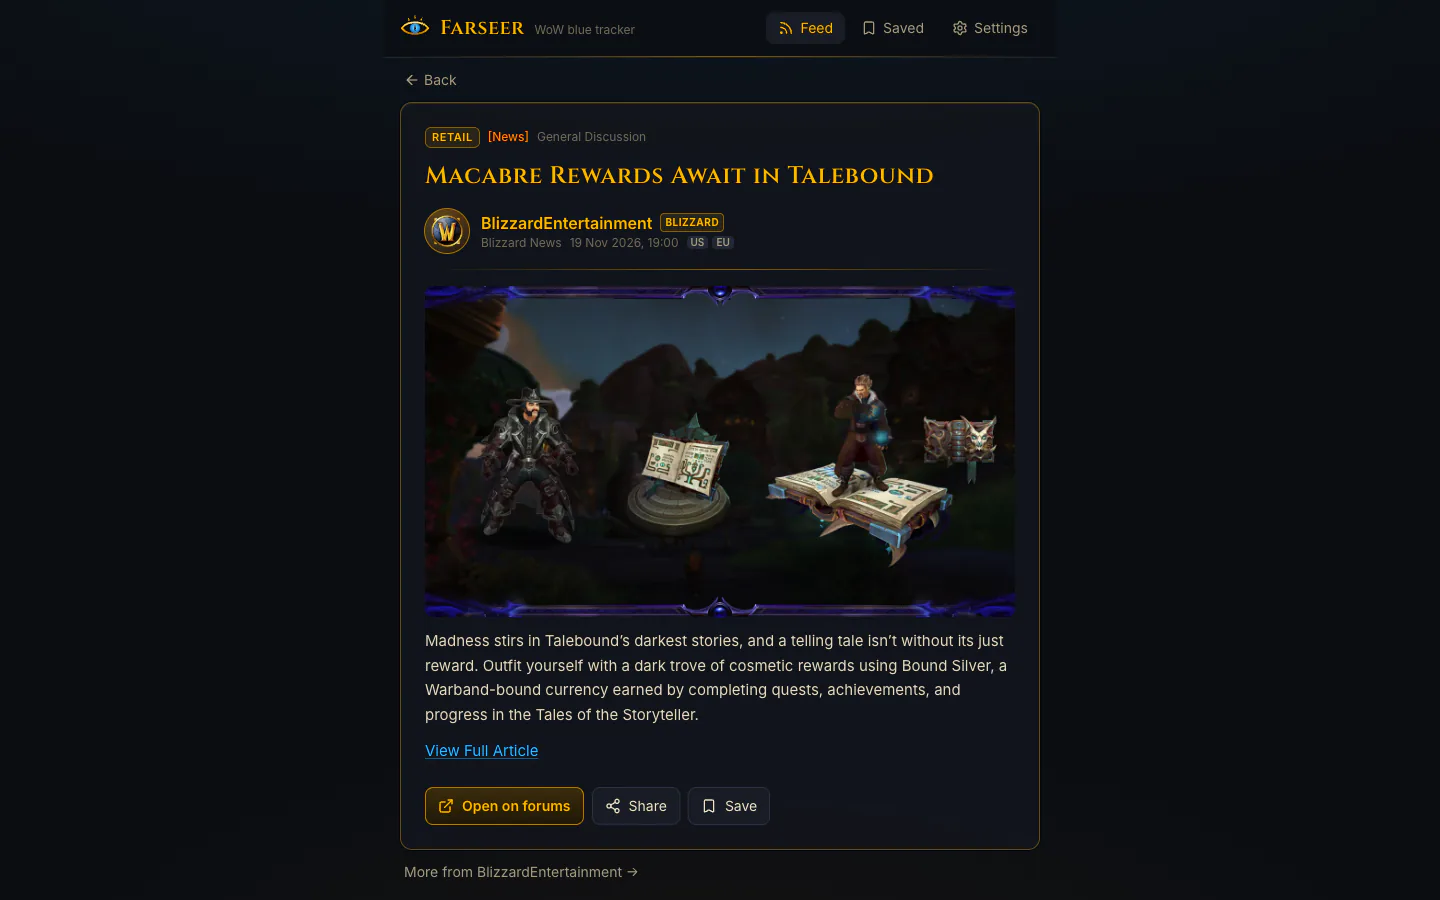 FARSEER WoW blue tracker Feed Saved Settings
← Back
RETAIL [News] General Discussion
Macabre Rewards Await in Talebound
BlizzardEntertainment BLIZZARD
Blizzard News 19 Nov 2026, 19:00 US EU
Madness stirs in Talebound’s darkest stories, and a telling tale isn’t without its just
reward. Outfit yourself with a dark trove of cosmetic rewards using Bound Silver, a
Warband-bound currency earned by completing quests, achievements, and
progress in the Tales of the Storyteller.
View Full Article
Open on forums Share Save
More from BlizzardEntertainment →